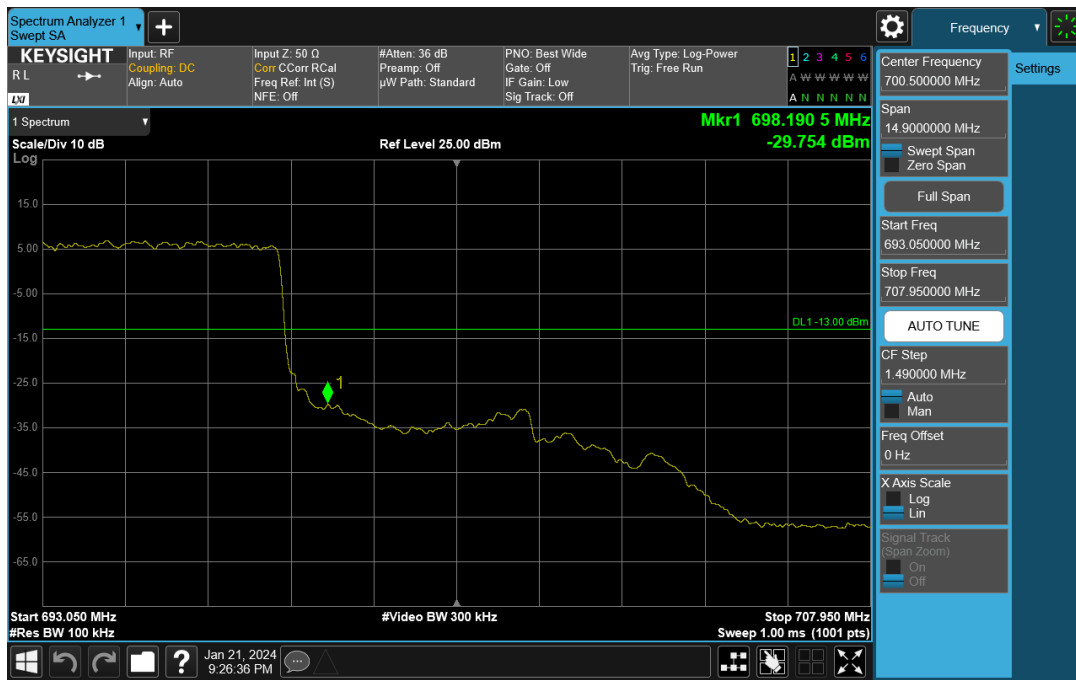 Spectrum Analyzer 1
Swept SA
+
Frequency
KEYSIGHT
R L
LXI
Input: RF
Coupling: DC
Align: Auto
Input Z: 50 Ω
Corr CCorr RCal
Freq Ref: Int (S)
NFE: Off
#Atten: 36 dB
Preamp: Off
µW Path: Standard
PNO: Best Wide
Gate: Off
IF Gain: Low
Sig Track: Off
Avg Type: Log-Power
Trig: Free Run
1 2 3 4 5 6
A W W W W W
A N N N N N
1 Spectrum
Scale/Div 10 dB
Log
Ref Level 25.00 dBm
Mkr1 698.190 5 MHz
-29.754 dBm
15.0
5.00
-5.00
DL1 -13.00 dBm
-15.0
-25.0
1
-35.0
-45.0
-55.0
-65.0
Start 693.050 MHz
#Video BW 300 kHz
Stop 707.950 MHz
#Res BW 100 kHz
Sweep 1.00 ms (1001 pts)
Center Frequency
700.500000 MHz
Settings
Span
14.9000000 MHz
Swept Span
Zero Span
Full Span
Start Freq
693.050000 MHz
Stop Freq
707.950000 MHz
AUTO TUNE
CF Step
1.490000 MHz
Auto
Man
Freq Offset
0 Hz
X Axis Scale
Log
Lin
Signal Track
(Span Zoom)
On
Off
?
Jan 21, 2024
9:26:36 PM